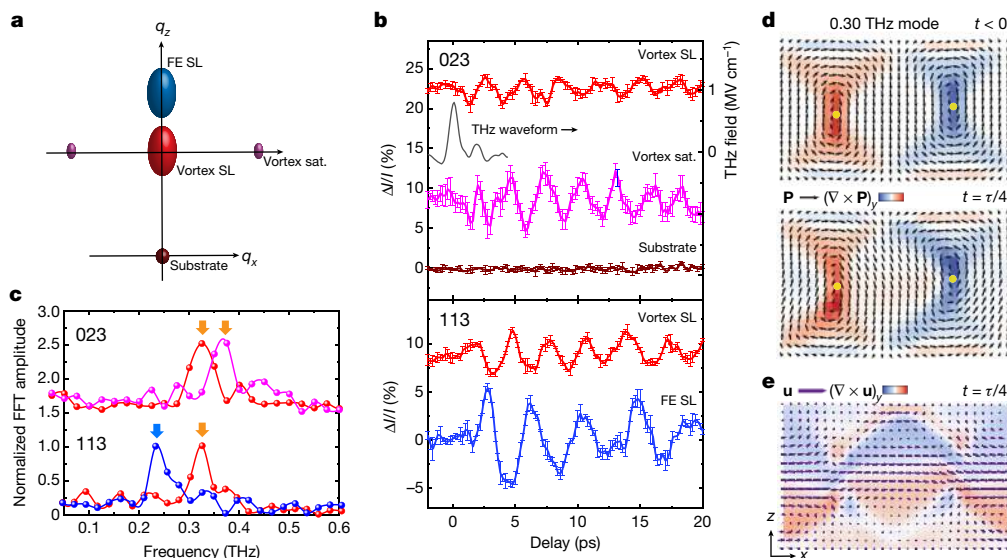 a
q_z
FE SL
Vortex SL
Vortex sat.
Substrate
q_x
b
ΔI/I (%)
023
Vortex SL
25
20
15
10
5
0
THz waveform →
Vortex sat.
Substrate
1
0
THz field (MV cm⁻¹)
113
Vortex SL
FE SL
ΔI/I (%)
10
5
0
−5
0
5
10
15
20
Delay (ps)
c
Normalized FFT amplitude
3.0
2.5
2.0
1.5
1.0
0.5
0
023
113
0.1
0.2
0.3
0.4
0.5
0.6
Frequency (THz)
d
0.30 THz mode
t < 0
P → (∇ × P)y
t = τ/4
e
u (∇ × u)y
t = τ/4
z
x